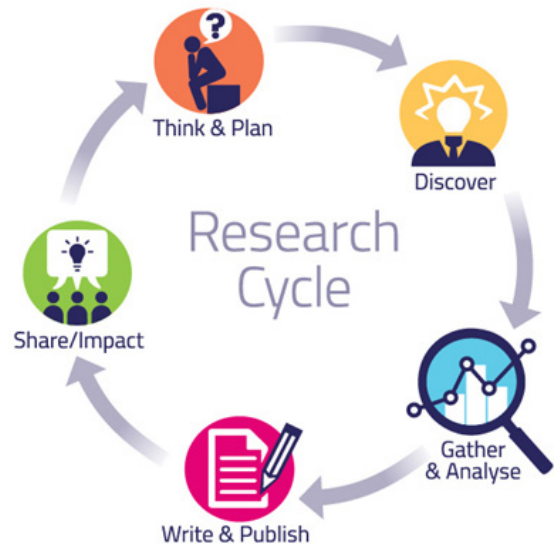 ?
Think & Plan
Discover
Research
Cycle
Gather
& Analyse
Write & Publish
Share/Impact